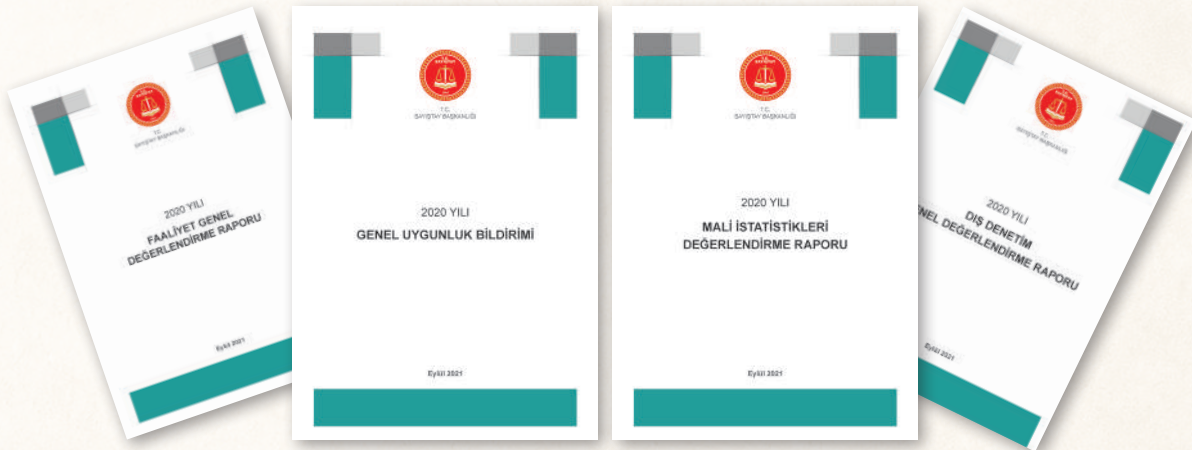 T.C.
SAYIŞTAY BAŞKANLIĞI
2020 YILI
FAALİYET GENEL
DEĞERLENDİRME RAPORU
Eylül 2021
T.C.
SAYIŞTAY BAŞKANLIĞI
2020 YILI
GENEL UYGUNLUK BİLDİRİMİ
Eylül 2021
T.C.
SAYIŞTAY BAŞKANLIĞI
2020 YILI
MALİ İSTATİSTİKLERİ
DEĞERLENDİRME RAPORU
Eylül 2021
T.C.
SAYIŞTAY BAŞKANLIĞI
2020 YILI
DIŞ DENETİM
DEĞERLENDİRME RAPORU
Eylül 2021